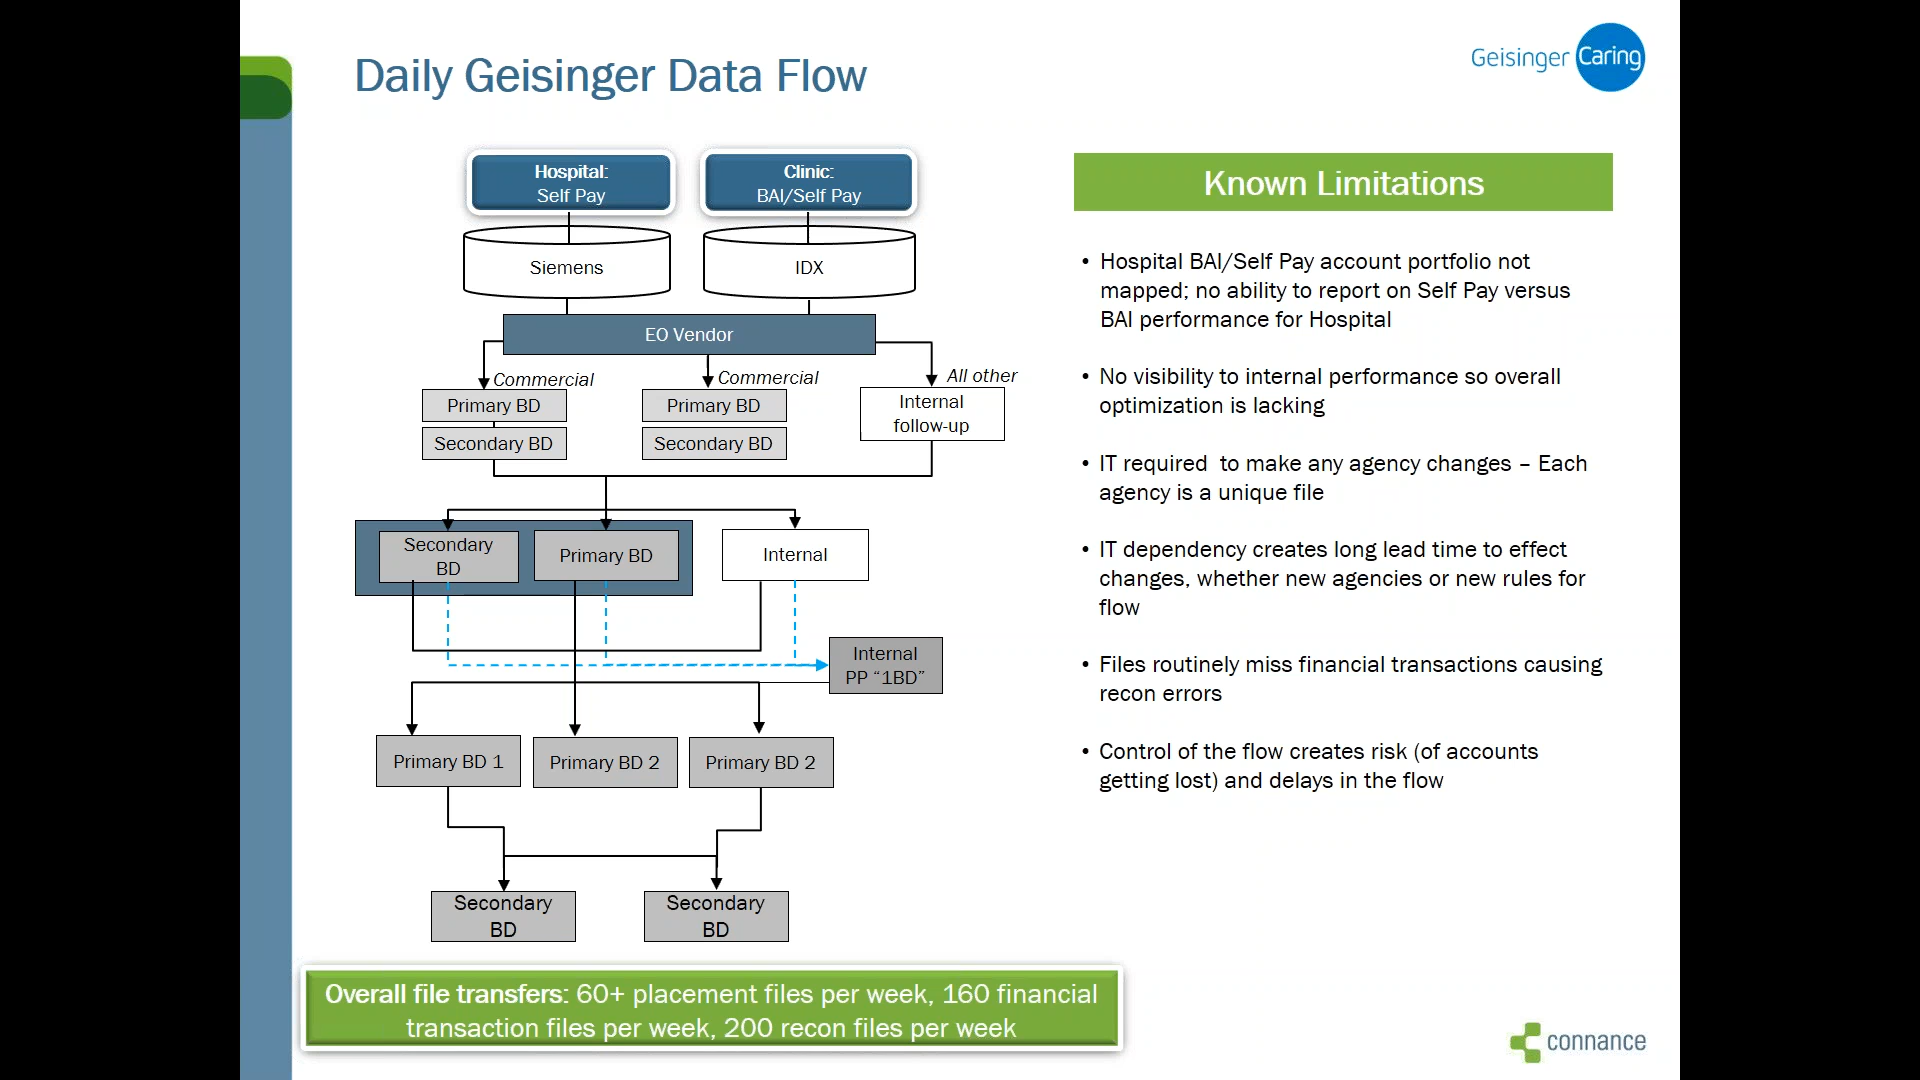 Daily Geisinger Data Flow
Geisinger Caring
Hospital:
Self Pay
Clinic:
BAI/Self Pay
Siemens
IDX
EO Vendor
Commercial
Commercial
All other
Primary BD
Secondary BD
Primary BD
Secondary BD
Internal
follow-up
Secondary
BD
Primary BD
Internal
Internal
PP “1BD”
Primary BD 1
Primary BD 2
Primary BD 2
Secondary
BD
Secondary
BD
Overall file transfers: 60+ placement files per week, 160 financial
transaction files per week, 200 recon files per week
Known Limitations
• Hospital BAI/Self Pay account portfolio not
mapped; no ability to report on Self Pay versus
BAI performance for Hospital
• No visibility to internal performance so overall
optimization is lacking
• IT required  to make any agency changes – Each
agency is a unique file
• IT dependency creates long lead time to effect
changes, whether new agencies or new rules for
flow
• Files routinely miss financial transactions causing
recon errors
• Control of the flow creates risk (of accounts
getting lost) and delays in the flow
connance